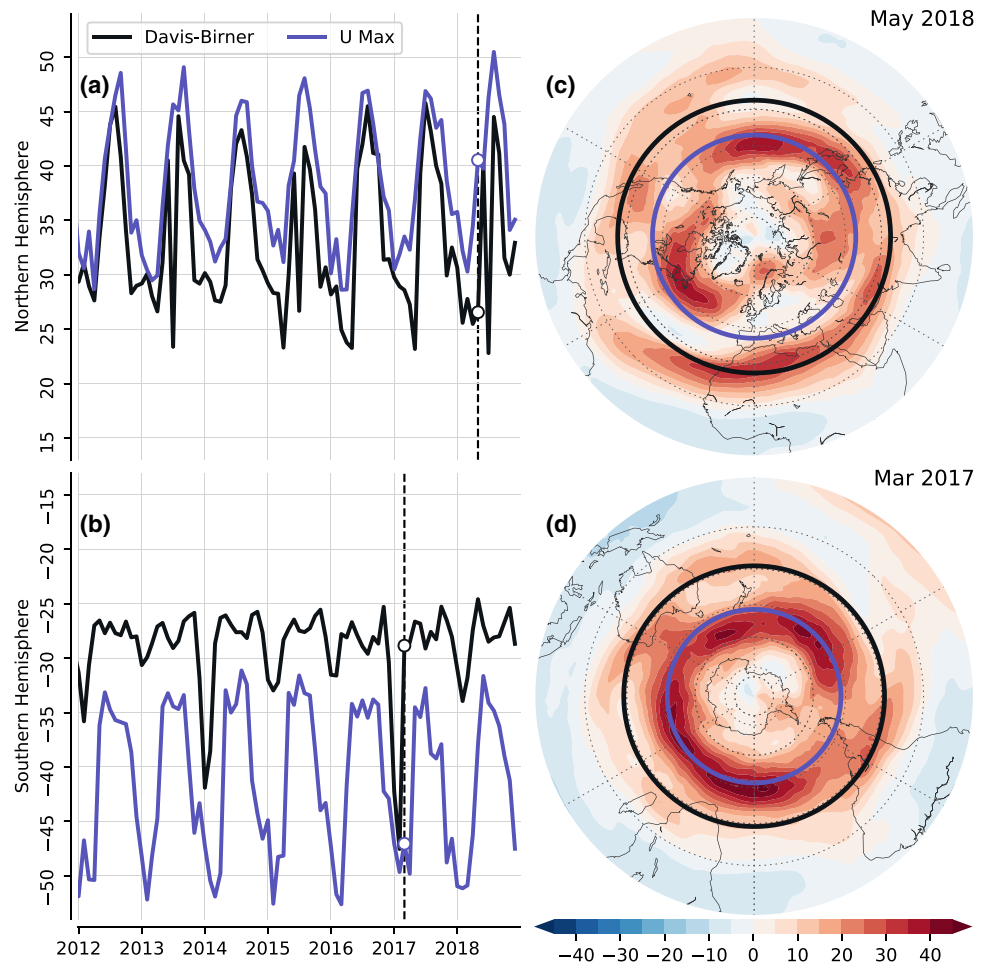 Davis-Birner U Max
(a)
50
45
40
35
30
25
20
15
Northern Hemisphere
May 2018
(c)
(b)
−15
−20
−25
−30
−35
−40
−45
−50
Southern Hemisphere
2012 2013 2014 2015 2016 2017 2018
Mar 2017
(d)
−40 −30 −20 −10 0 10 20 30 40